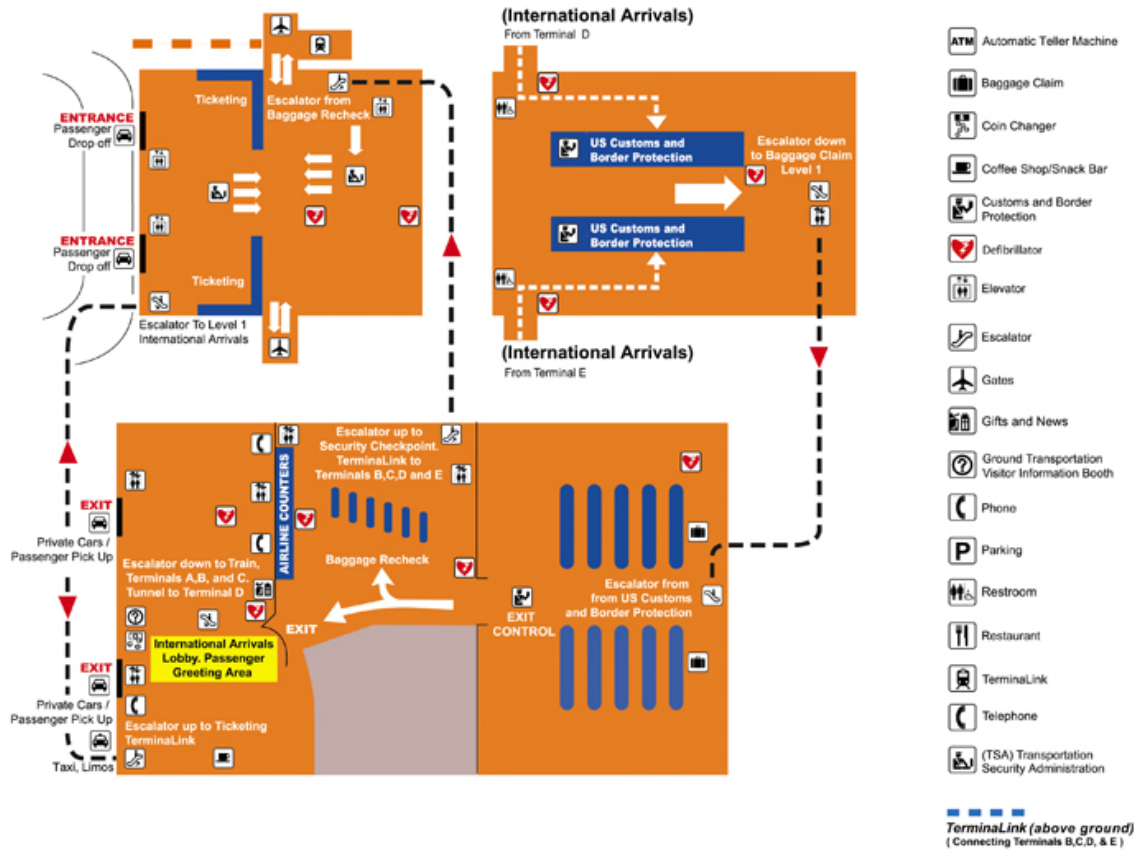 (International Arrivals)
From Terminal D
Ticketing
Escalator from
Baggage Recheck
ENTRANCE
Passenger
Drop off
US Customs and
Border Protection
Escalator down
to Baggage Claim
Level 1
ENTRANCE
Passenger
Drop off
US Customs and
Border Protection
Ticketing
Escalator To Level 1
International Arrivals
(International Arrivals)
From Terminal E
Escalator up to
Security Checkpoint.
TerminaLink to
Terminals B,C,D and E
AIRLINE COUNTERS
EXIT
Private Cars /
Passenger Pick Up
Baggage Recheck
Escalator down to Train,
Terminals A,B, and C.
Tunnel to Terminal D
Escalator from
from US Customs
and Border Protection
EXIT
CONTROL
EXIT
International Arrivals
Lobby. Passenger
Greeting Area
EXIT
Private Cars /
Passenger Pick Up
Escalator up to Ticketing
TerminaLink
Taxi, Limos
ATM Automatic Teller Machine
Baggage Claim
Coin Changer
Coffee Shop/Snack Bar
Customs and Border
Protection
Defibrillator
Elevator
Escalator
Gates
Gifts and News
? Ground Transportation
Visitor Information Booth
Phone
P Parking
Restroom
Restaurant
TerminaLink
Telephone
(TSA) Transportation
Security Administration
TerminaLink (above ground)
( Connecting Terminals B,C,D, & E )